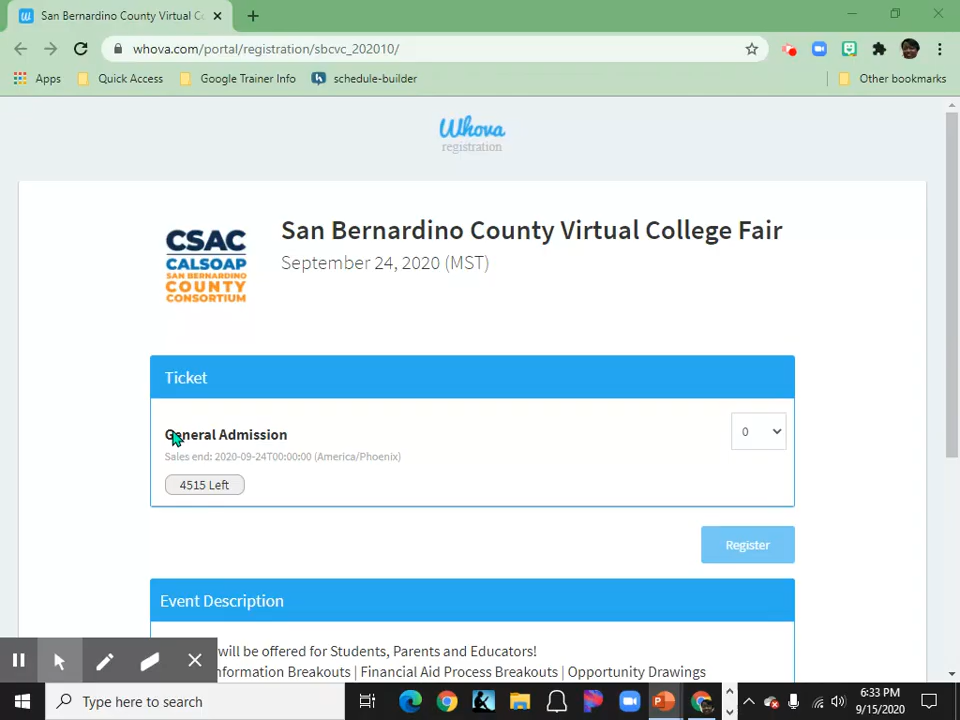 San Bernardino County Virtual Co
whova.com/portal/registration/sbcvc_202010/
Apps
Quick Access
Google Trainer Info
schedule-builder
Other bookmarks
Whova
registration
CSAC
CALSOAP
SAN BERNARDINO
COUNTY
CONSORTIUM
San Bernardino County Virtual College Fair
September 24, 2020 (MST)
Ticket
General Admission
0
Sales end: 2020-09-24T00:00:00 (America/Phoenix)
4515 Left
Register
Event Description
will be offered for Students, Parents and Educators!
nformation Breakouts | Financial Aid Process Breakouts | Opportunity Drawings
Type here to search
6:33 PM
9/15/2020